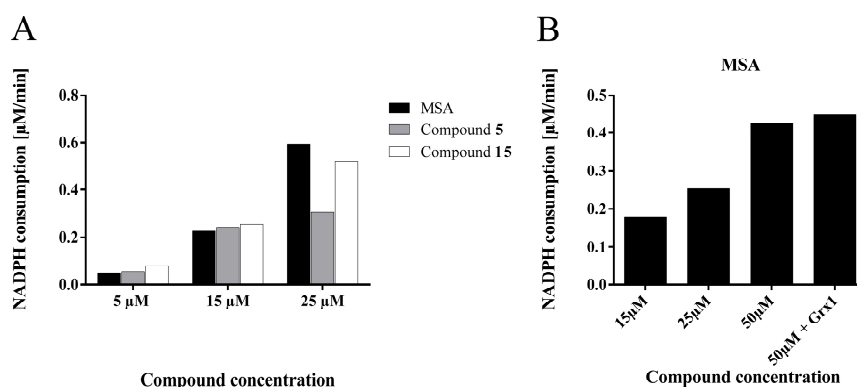 A
NADPH consumption [µM/min]
0.8
0.6
0.4
0.2
0.0
5 µM
15 µM
25 µM
Compound concentration
MSA
Compound 5
Compound 15
B
MSA
NADPH consumption [µM/min]
0.5
0.4
0.3
0.2
0.1
0.0
15µM
25µM
50µM
50µM + Grx1
Compound concentration